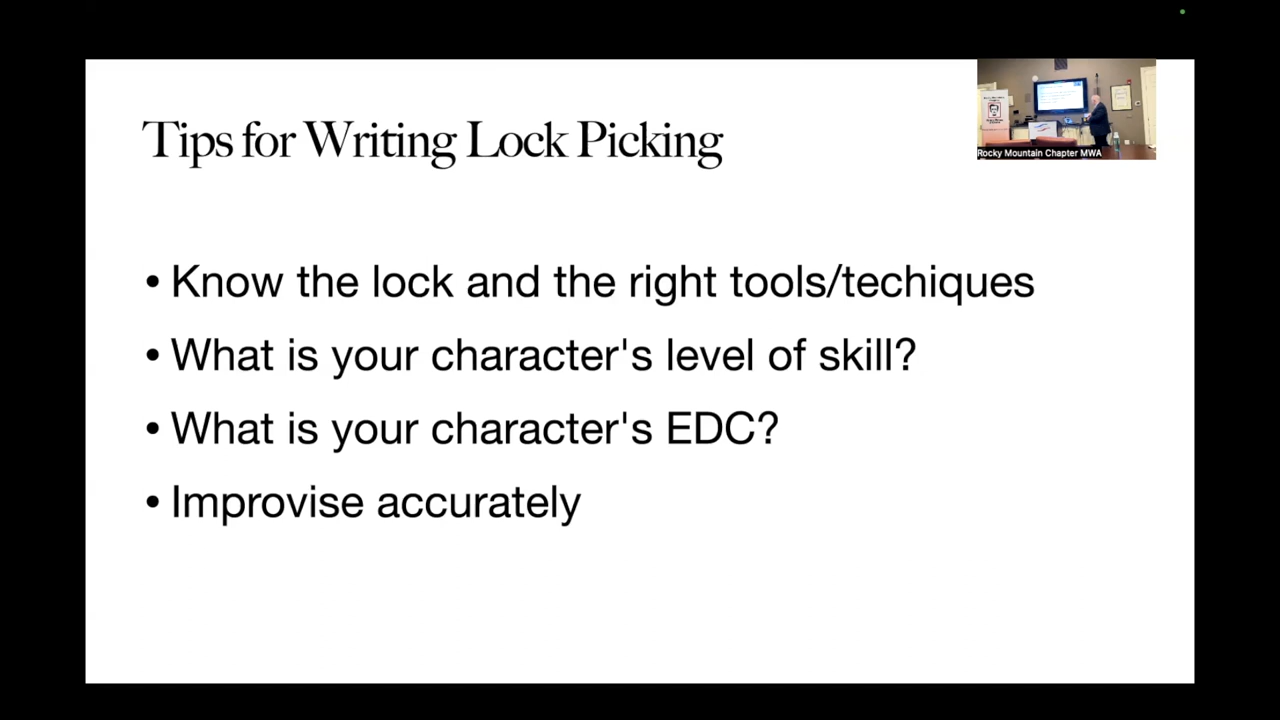 Tips for Writing Lock Picking
Rocky Mountain Chapter MWA
• Know the lock and the right tools/techiques
• What is your character's level of skill?
• What is your character's EDC?
• Improvise accurately